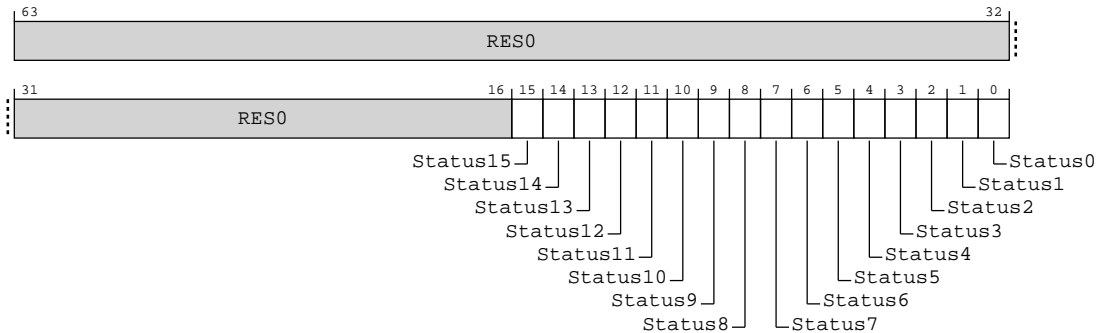 63 32
RES0
31 16 15 14 13 12 11 10 9 8 7 6 5 4 3 2 1 0
RES0
Status15 Status0
Status14 Status1
Status13 Status2
Status12 Status3
Status11 Status4
Status10 Status5
Status9 Status6
Status8 Status7